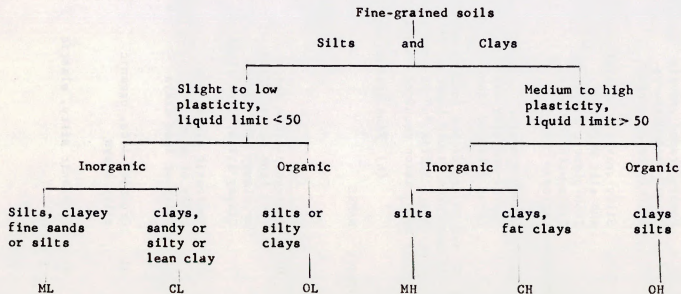 Fine-grained soils
Silts and Clays
Slight to low
plasticity,
liquid limit < 50
Medium to high
plasticity,
liquid limit > 50
Inorganic
Organic
Inorganic
Organic
Silts, clayey
fine sands
or silts
clays,
sandy or
silty or
lean clay
silts or
silty
clays
silts
clays,
fat clays
clays
silts
ML
CL
OL
MH
CH
OH